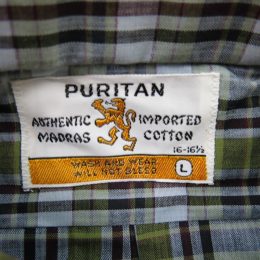 PURITAN
AUTHENTIC IMPORTED
MADRAS COTTON
16-16½
WASH AND WEAR
WILL NOT BLEED
L